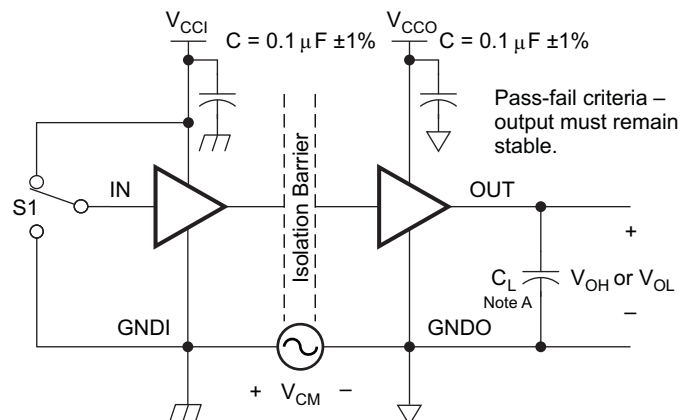 V_CCI
C = 0.1 μF ±1%
V_CCO
C = 0.1 μF ±1%
Pass-fail criteria –
output must remain
stable.
Isolation Barrier
IN
OUT
S1
+
C_L
Note A
V_OH or V_OL
–
GNDI
GNDO
+ V_CM –